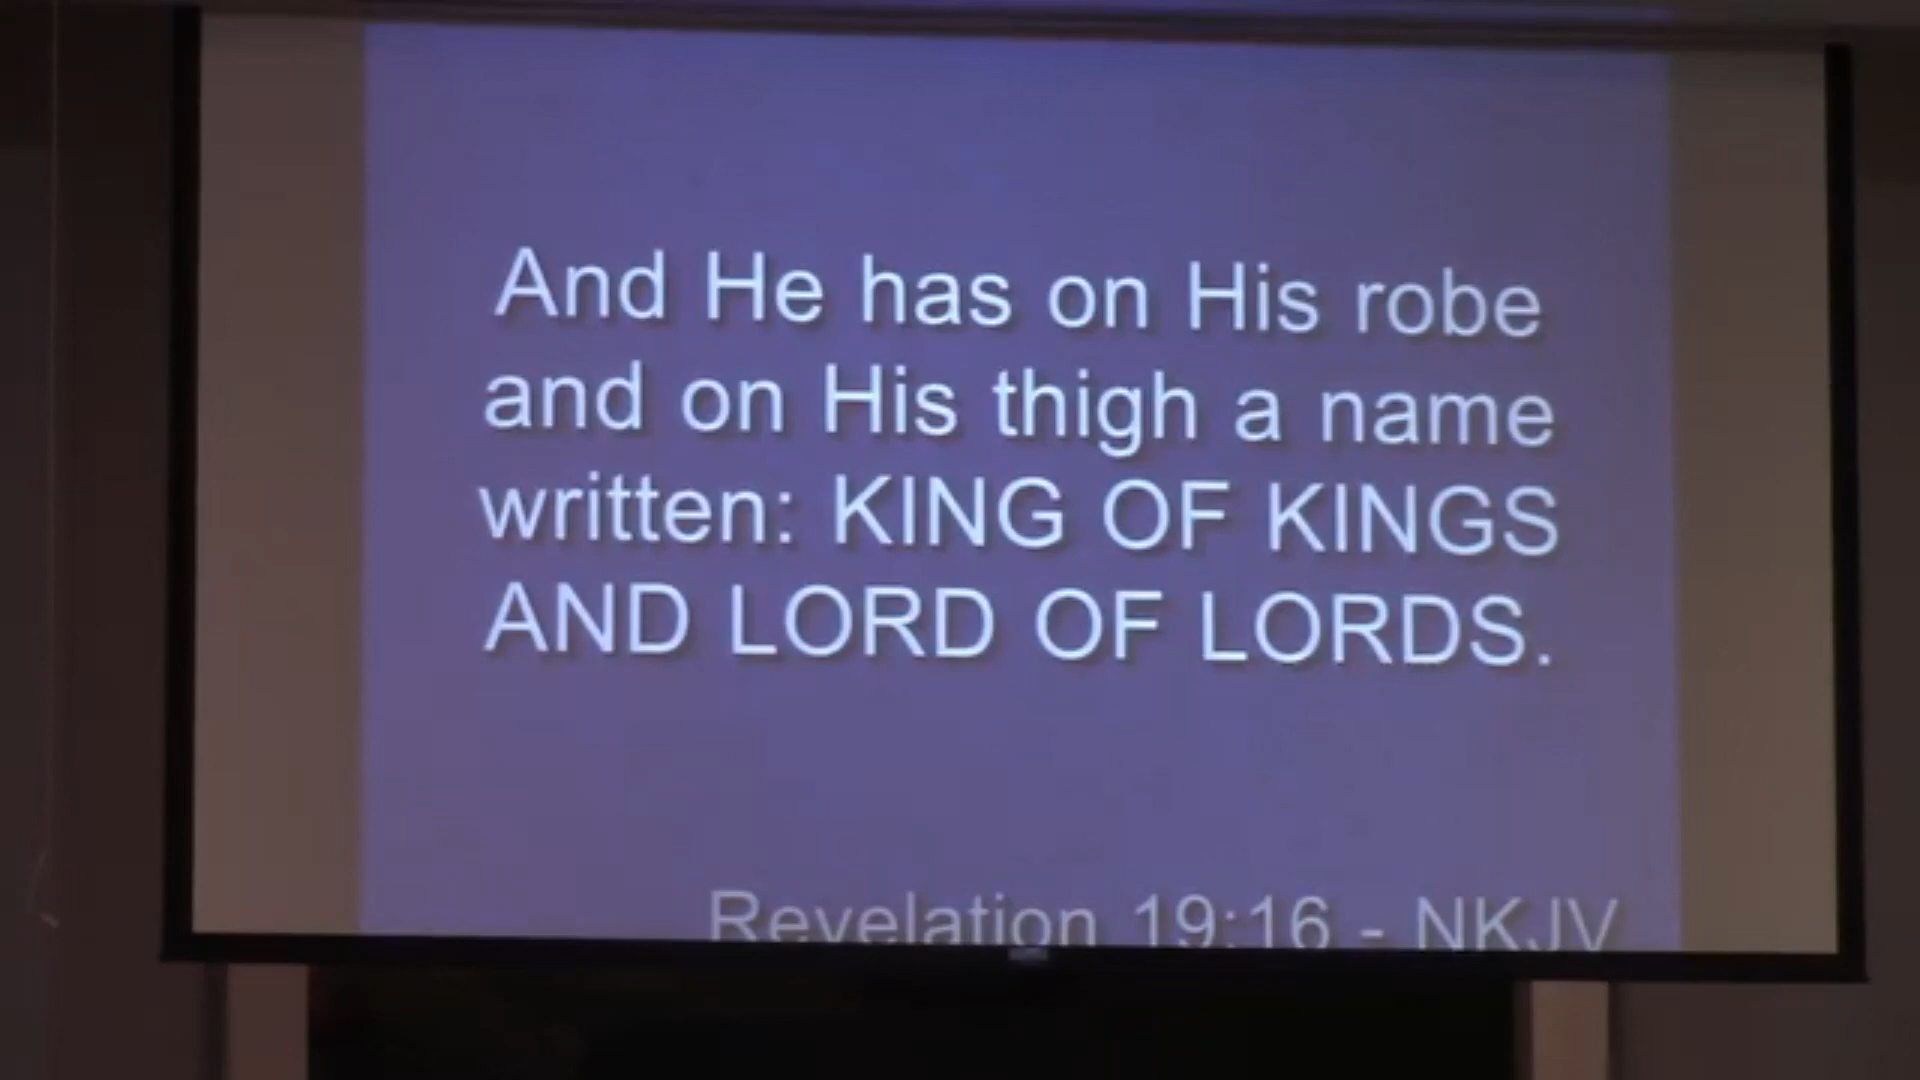 And He has on His robe
and on His thigh a name
written: KING OF KINGS
AND LORD OF LORDS.
Revelation 19:16 - NKJV